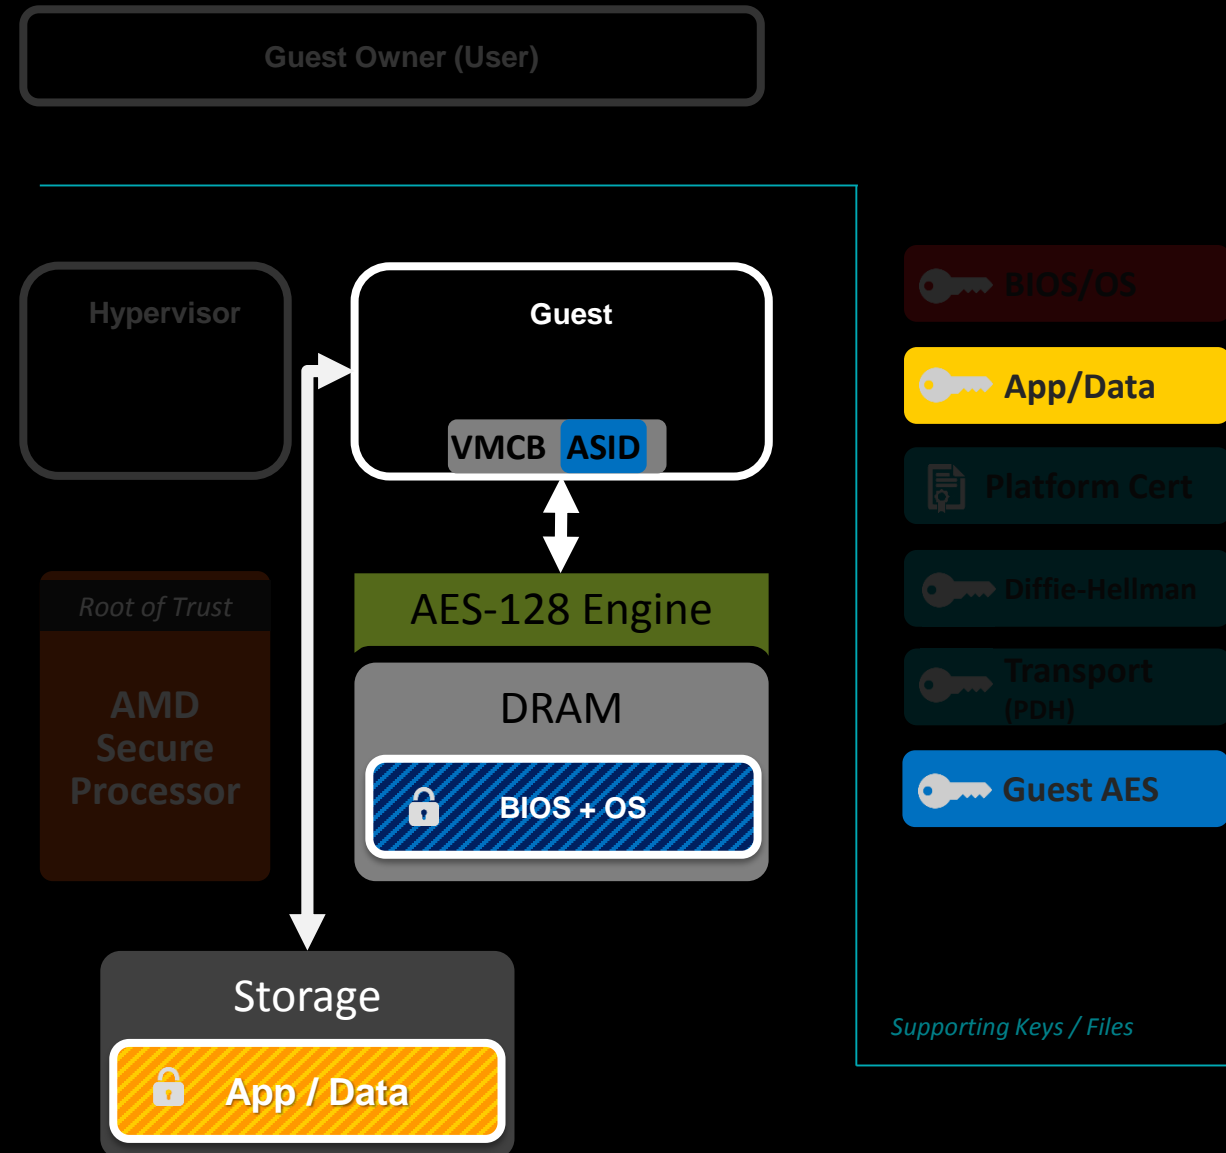 Guest Owner (User)
Hypervisor
Guest
VMCB ASID
Root of Trust
AMD
Secure
Processor
AES-128 Engine
DRAM
BIOS + OS
Storage
App / Data
BIOS/OS
App/Data
Platform Cert
Diffie-Hellman
Transport
(PDH)
Guest AES
Supporting Keys / Files